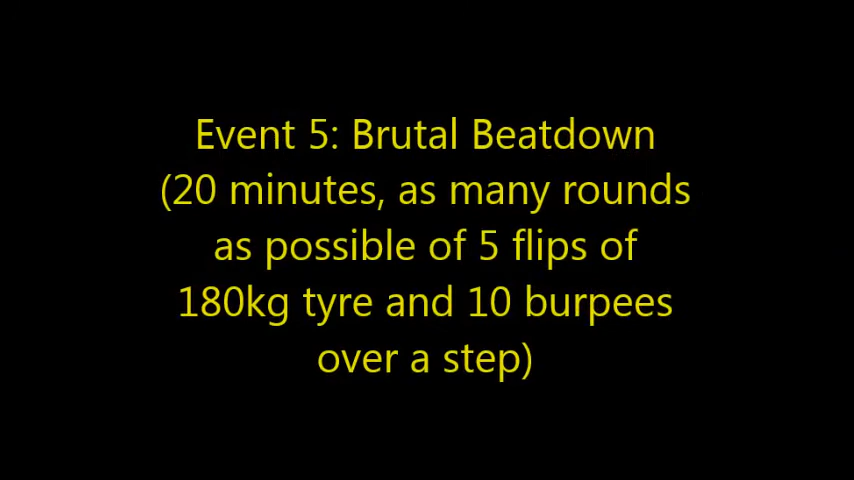 Event 5: Brutal Beatdown
(20 minutes, as many rounds
as possible of 5 flips of
180kg tyre and 10 burpees
over a step)